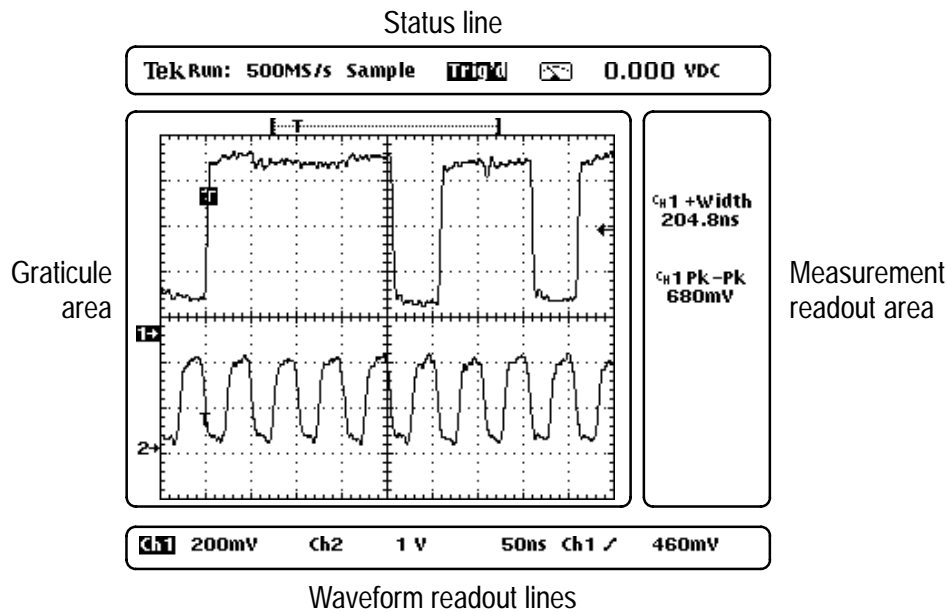 Status line
Tek Run: 500MS/s Sample Trig'd 0.000 VDC
[ T ]
T
CH1 +Width
204.8ns
CH1 Pk-Pk
680mV
Graticule
area
Measurement
readout area
1→
T
2→
Ch1 200mV Ch2 1 V 50ns Ch1 / 460mV
Waveform readout lines